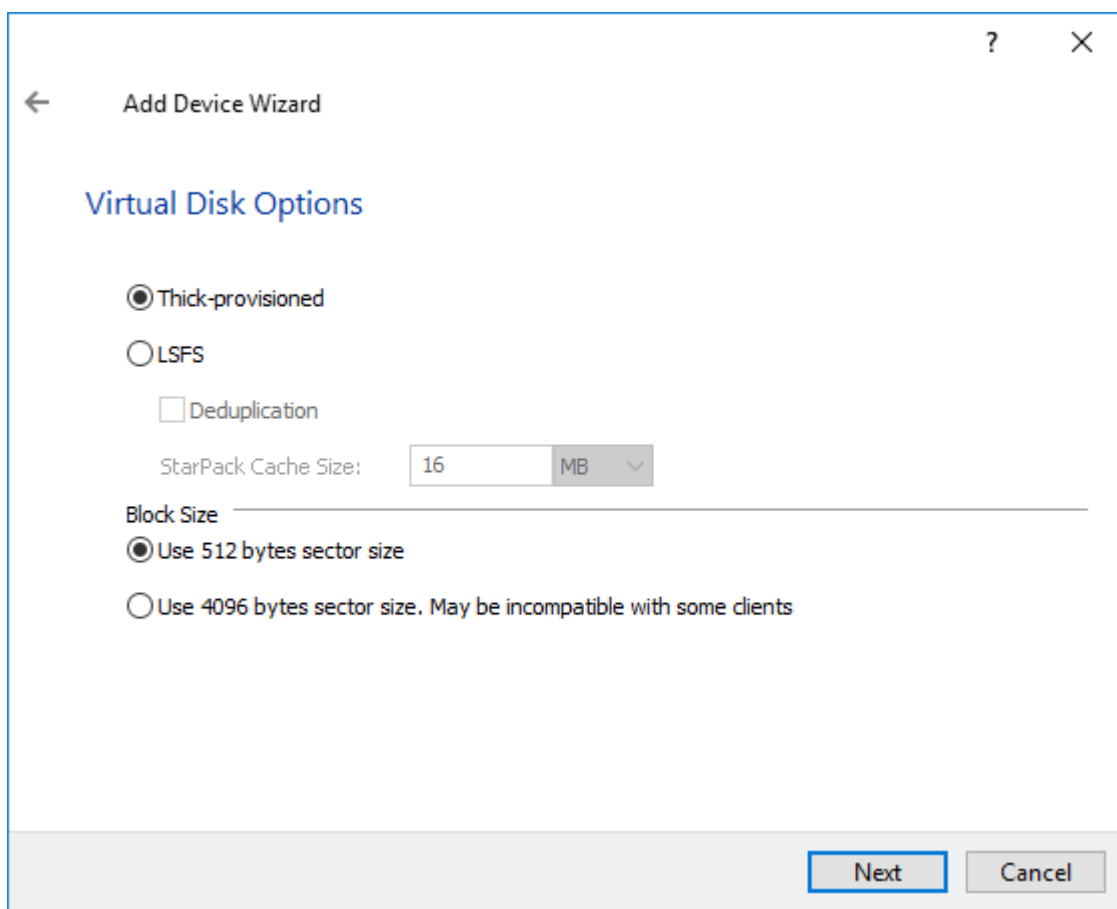 ?
Add Device Wizard
Virtual Disk Options
Thick-provisioned
LSFS
Deduplication
StarPack Cache Size: 16 MB
Block Size
Use 512 bytes sector size
Use 4096 bytes sector size. May be incompatible with some clients
Next Cancel